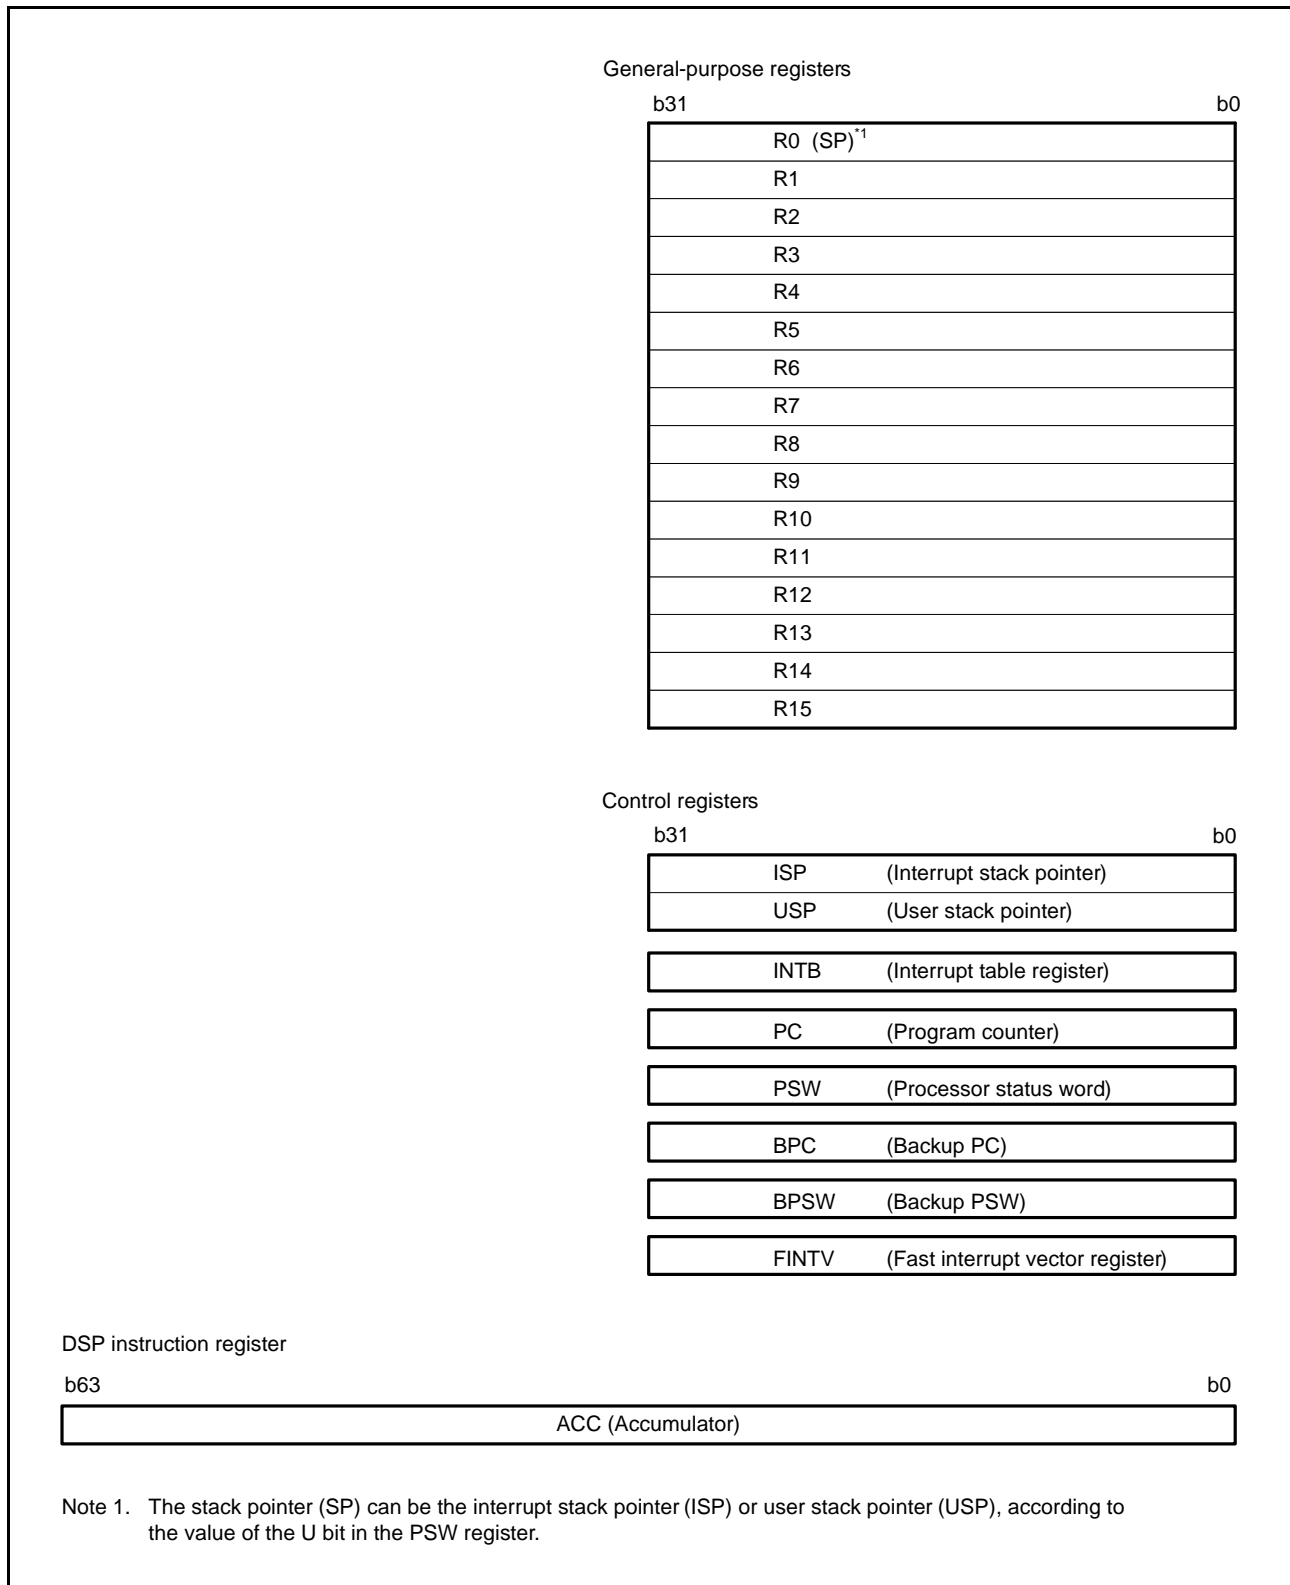 General-purpose registers
b31 b0
R0 (SP)*1
R1
R2
R3
R4
R5
R6
R7
R8
R9
R10
R11
R12
R13
R14
R15
Control registers
b31 b0
ISP (Interrupt stack pointer)
USP (User stack pointer)
INTB (Interrupt table register)
PC (Program counter)
PSW (Processor status word)
BPC (Backup PC)
BPSW (Backup PSW)
FINTV (Fast interrupt vector register)
DSP instruction register
b63 b0
ACC (Accumulator)
Note 1. The stack pointer (SP) can be the interrupt stack pointer (ISP) or user stack pointer (USP), according to
the value of the U bit in the PSW register.